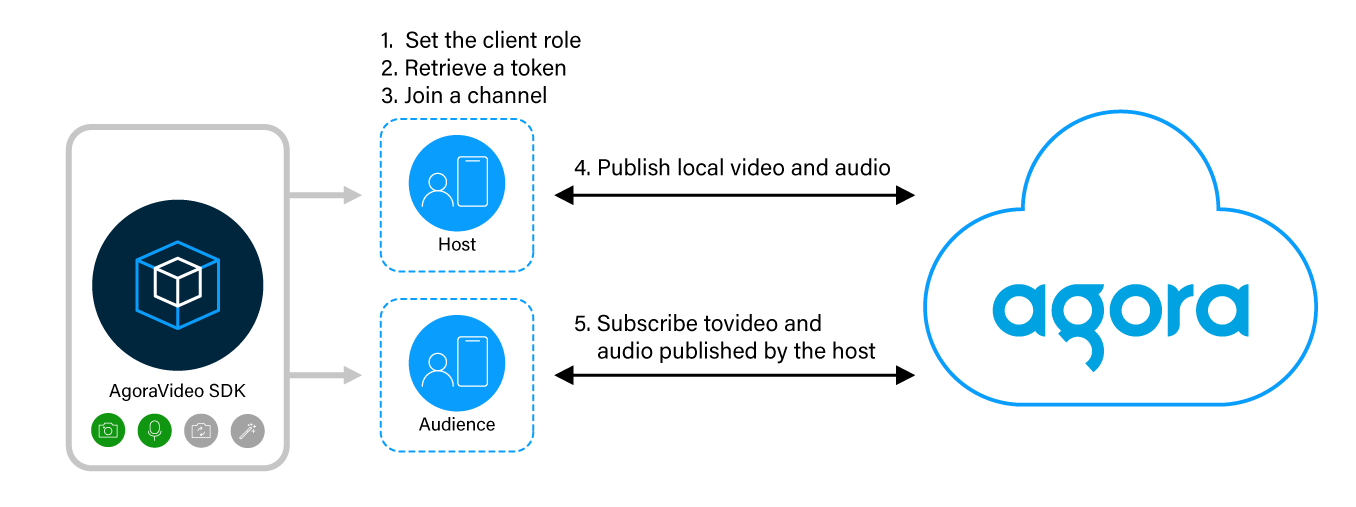 1. Set the client role
2. Retrieve a token
3. Join a channel
Host
4. Publish local video and audio
AgoraVideo SDK
Audience
5. Subscribe tovideo and
audio published by the host
agora